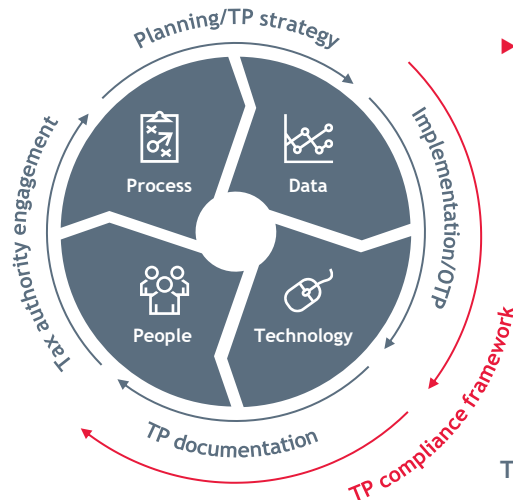 Planning/TP strategy
Implementation/OTP
Tax authority engagement
Process
Data
People
Technology
TP documentation
TP compliance framework
T